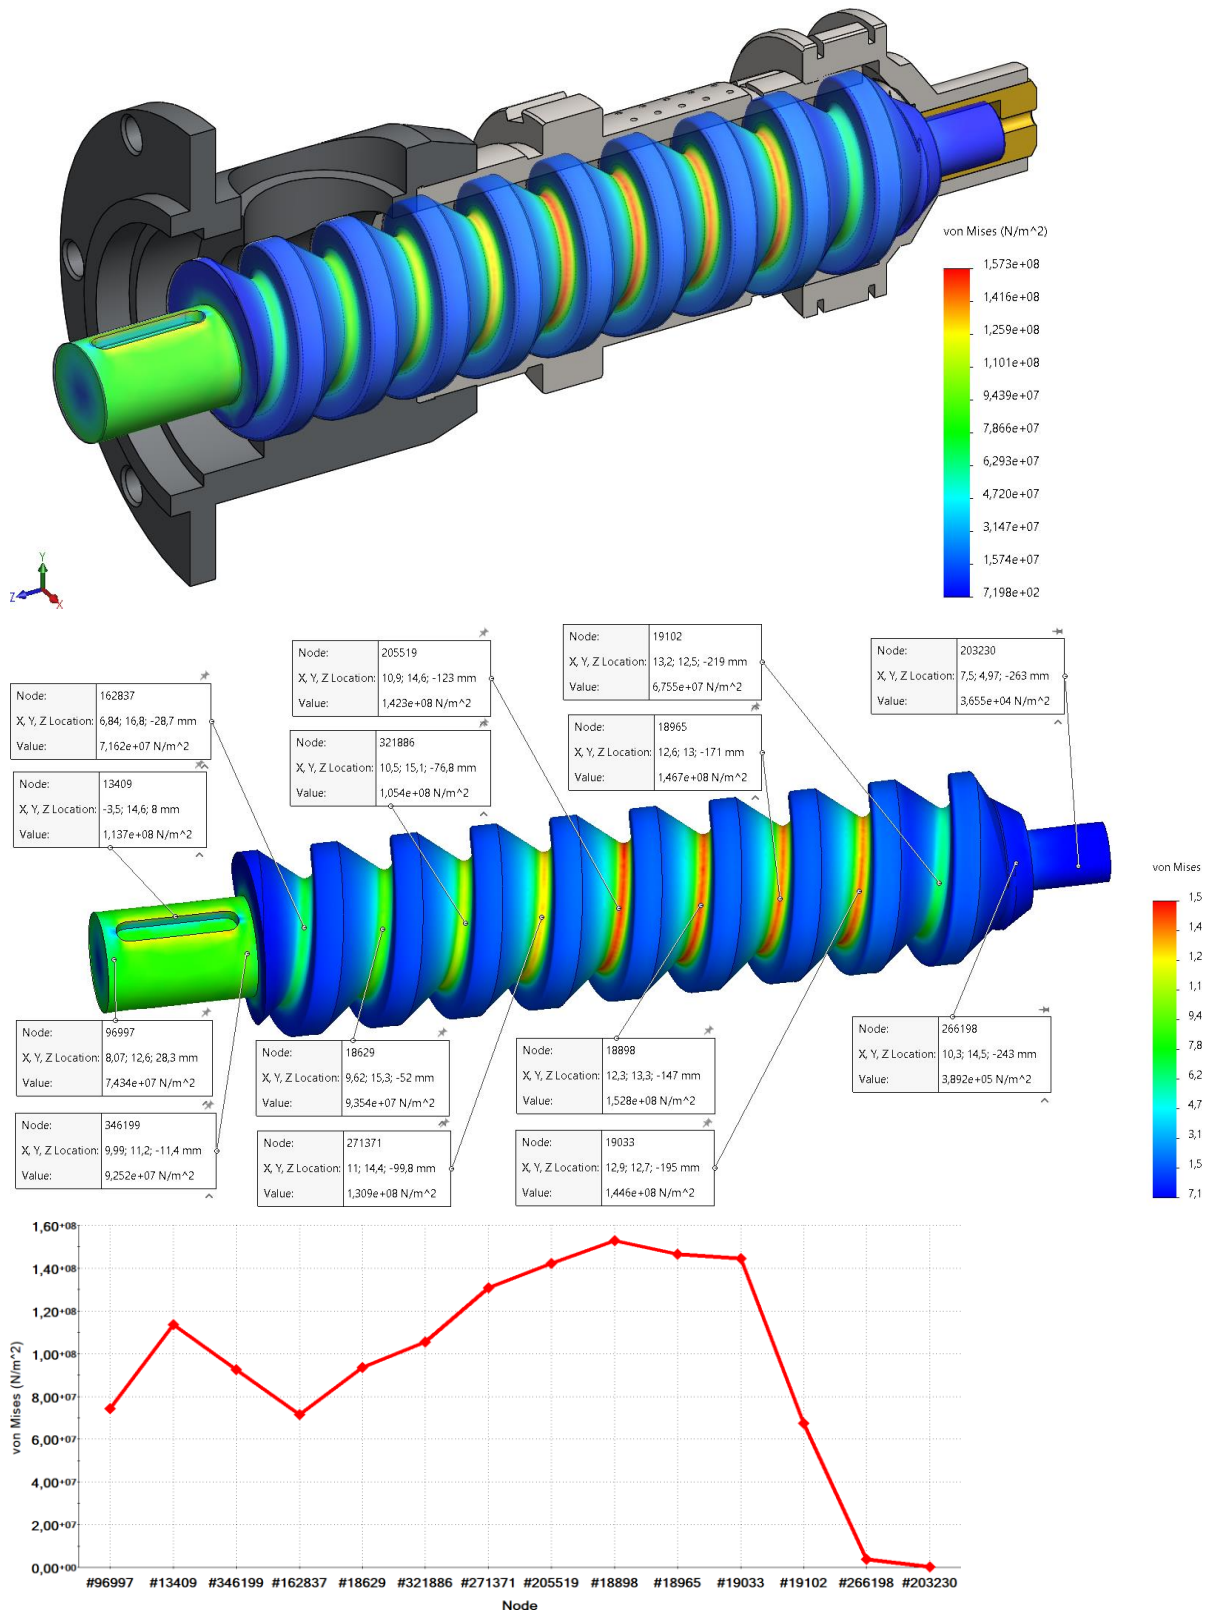 von Mises (N/m^2)
1,573e+08
1,416e+08
1,259e+08
1,101e+08
9,439e+07
7,866e+07
6,293e+07
4,720e+07
3,147e+07
1,574e+07
7,198e+02
Y
Z
X
Node: 162837
X, Y, Z Location: 6,84; 16,8; -28,7 mm
Value: 7,162e+07 N/m^2
Node: 13409
X, Y, Z Location: -3,5; 14,6; 8 mm
Value: 1,137e+08 N/m^2
Node: 205519
X, Y, Z Location: 10,9; 14,6; -123 mm
Value: 1,423e+08 N/m^2
Node: 321886
X, Y, Z Location: 10,5; 15,1; -76,8 mm
Value: 1,054e+08 N/m^2
Node: 19102
X, Y, Z Location: 13,2; 12,5; -219 mm
Value: 6,755e+07 N/m^2
Node: 18965
X, Y, Z Location: 12,6; 13; -171 mm
Value: 1,467e+08 N/m^2
Node: 203230
X, Y, Z Location: 7,5; 4,97; -263 mm
Value: 3,655e+04 N/m^2
von Mises
1,5
1,4
1,2
1,1
9,4
7,8
6,2
4,7
3,1
1,5
7,1
Node: 96997
X, Y, Z Location: 8,07; 12,6; 28,3 mm
Value: 7,434e+07 N/m^2
Node: 346199
X, Y, Z Location: 9,99; 11,2; -11,4 mm
Value: 9,252e+07 N/m^2
Node: 18629
X, Y, Z Location: 9,62; 15,3; -52 mm
Value: 9,354e+07 N/m^2
Node: 271371
X, Y, Z Location: 11; 14,4; -99,8 mm
Value: 1,309e+08 N/m^2
Node: 18898
X, Y, Z Location: 12,3; 13,3; -147 mm
Value: 1,528e+08 N/m^2
Node: 19033
X, Y, Z Location: 12,9; 12,7; -195 mm
Value: 1,446e+08 N/m^2
Node: 266198
X, Y, Z Location: 10,3; 14,5; -243 mm
Value: 3,892e+05 N/m^2
von Mises (N/m^2)
1,60+08
1,40+08
1,20+08
1,00+08
8,00+07
6,00+07
4,00+07
2,00+07
0,00+00
#96997 #13409 #346199 #162837 #18629 #321886 #271371 #205519 #18898 #18965 #19033 #19102 #266198 #203230
Node